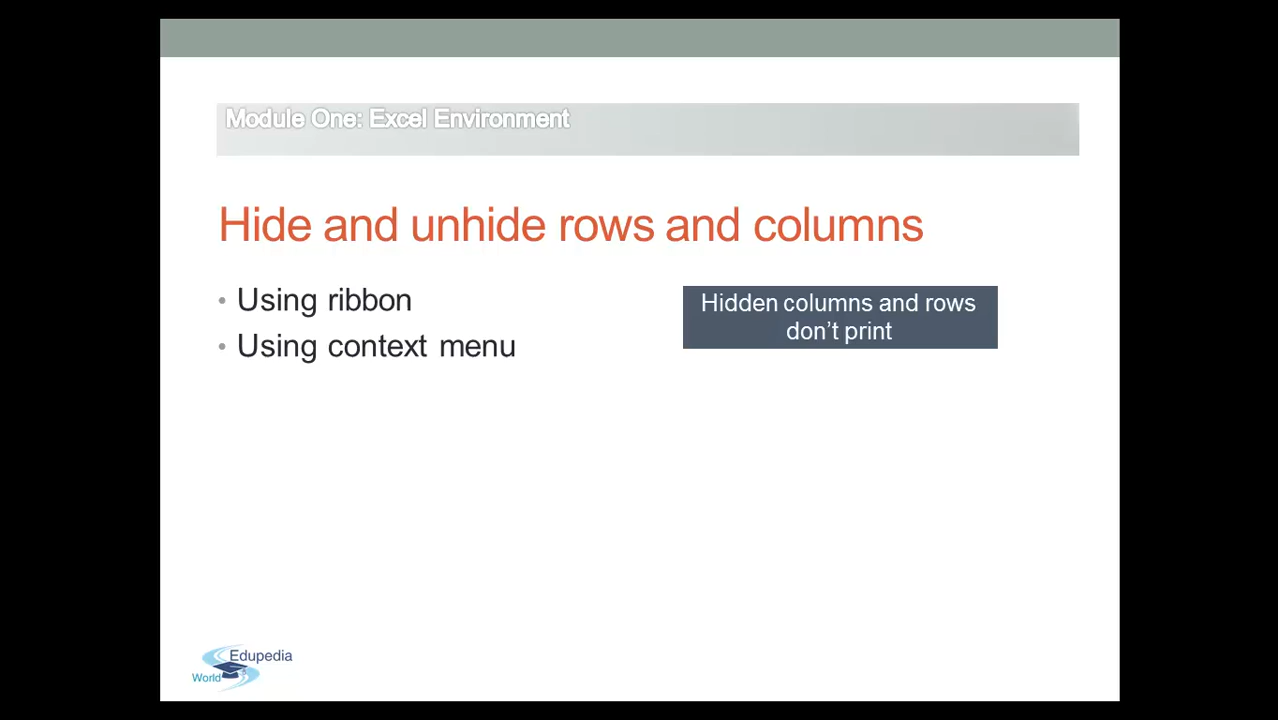 Module One: Excel Environment
Hide and unhide rows and columns
• Using ribbon
• Using context menu
Hidden columns and rows
don’t print
Edupedia
World